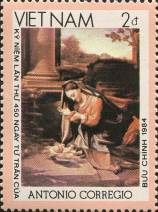 VIETNAM
2đ
KỶ NIỆM LẦN THỨ 450 NGÀY TỪ TRẦN CỦA
BƯU CHÍNH 1984
ANTONIO CORREGIO